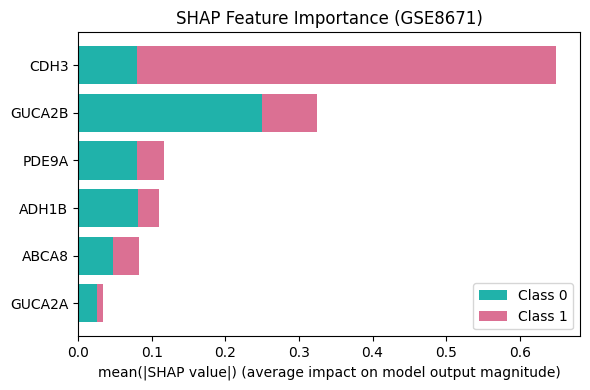 SHAP Feature Importance (GSE8671)
CDH3
GUCA2B
PDE9A
ADH1B
ABCA8
GUCA2A
Class 0
Class 1
0.0 0.1 0.2 0.3 0.4 0.5 0.6
mean(|SHAP value|) (average impact on model output magnitude)